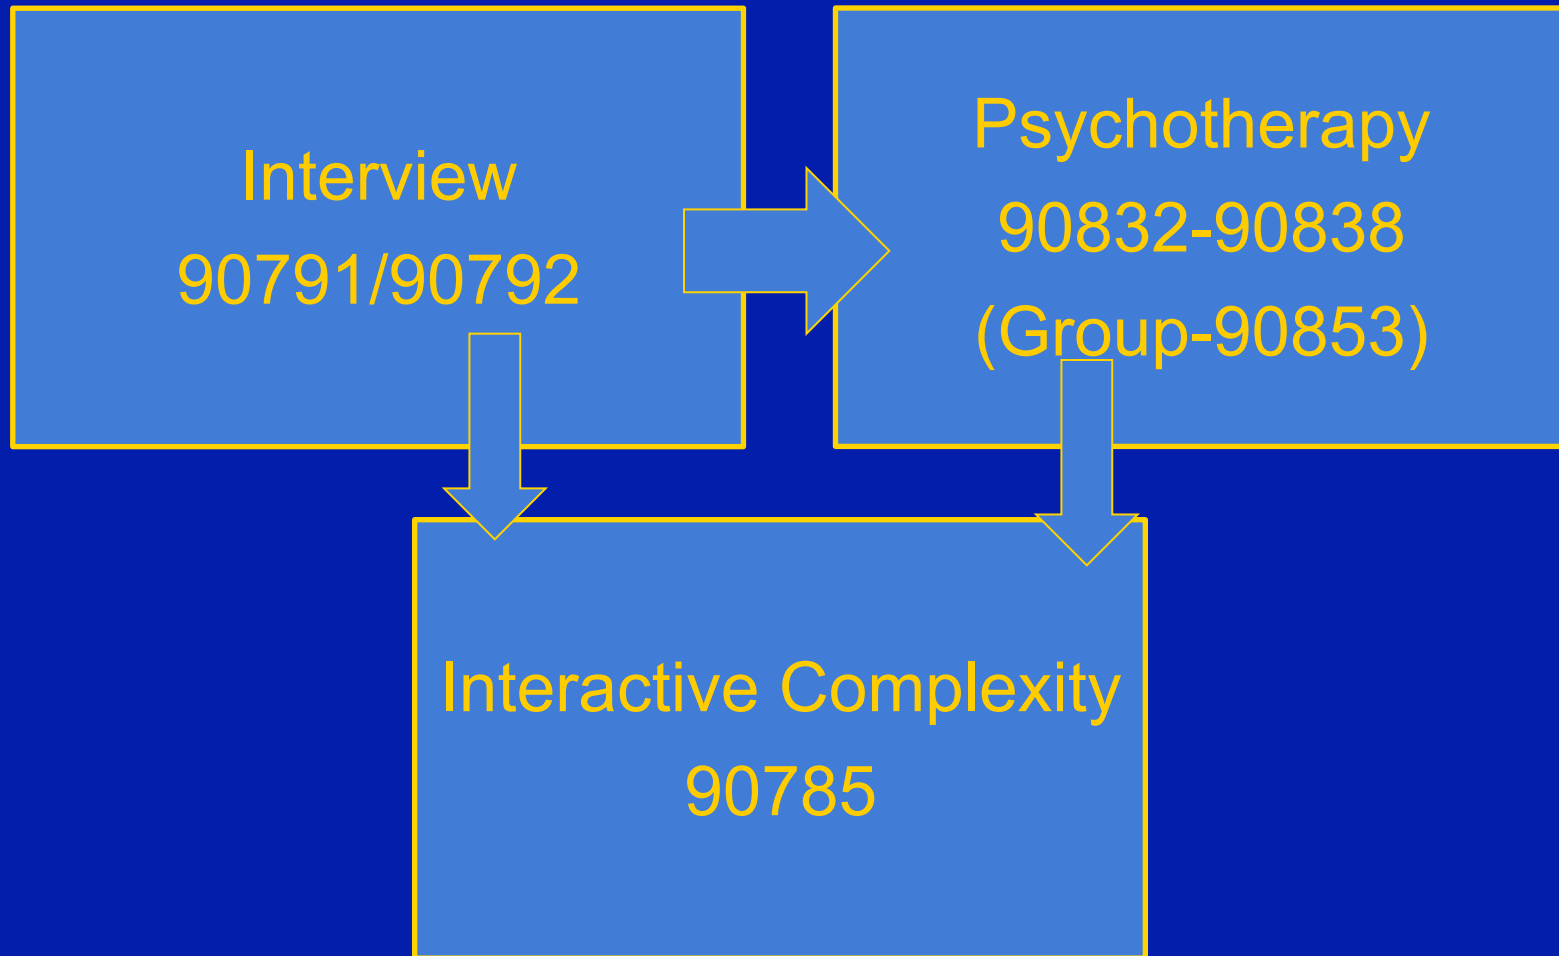 Interview
90791/90792
Psychotherapy
90832-90838
(Group-90853)
Interactive Complexity
90785